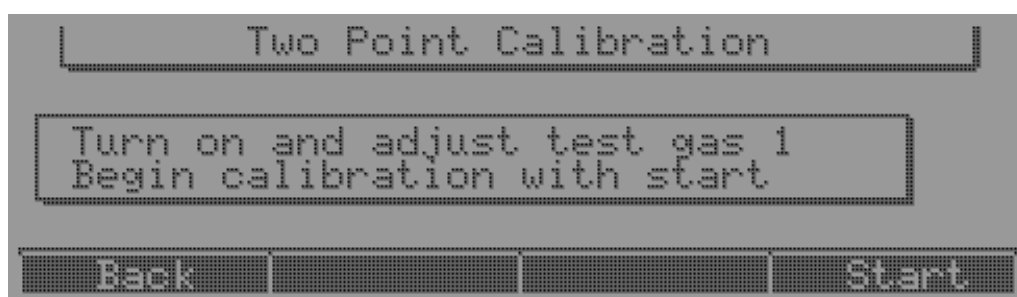 Two Point Calibration
Turn on and adjust test gas 1
Begin calibration with start
Back Start